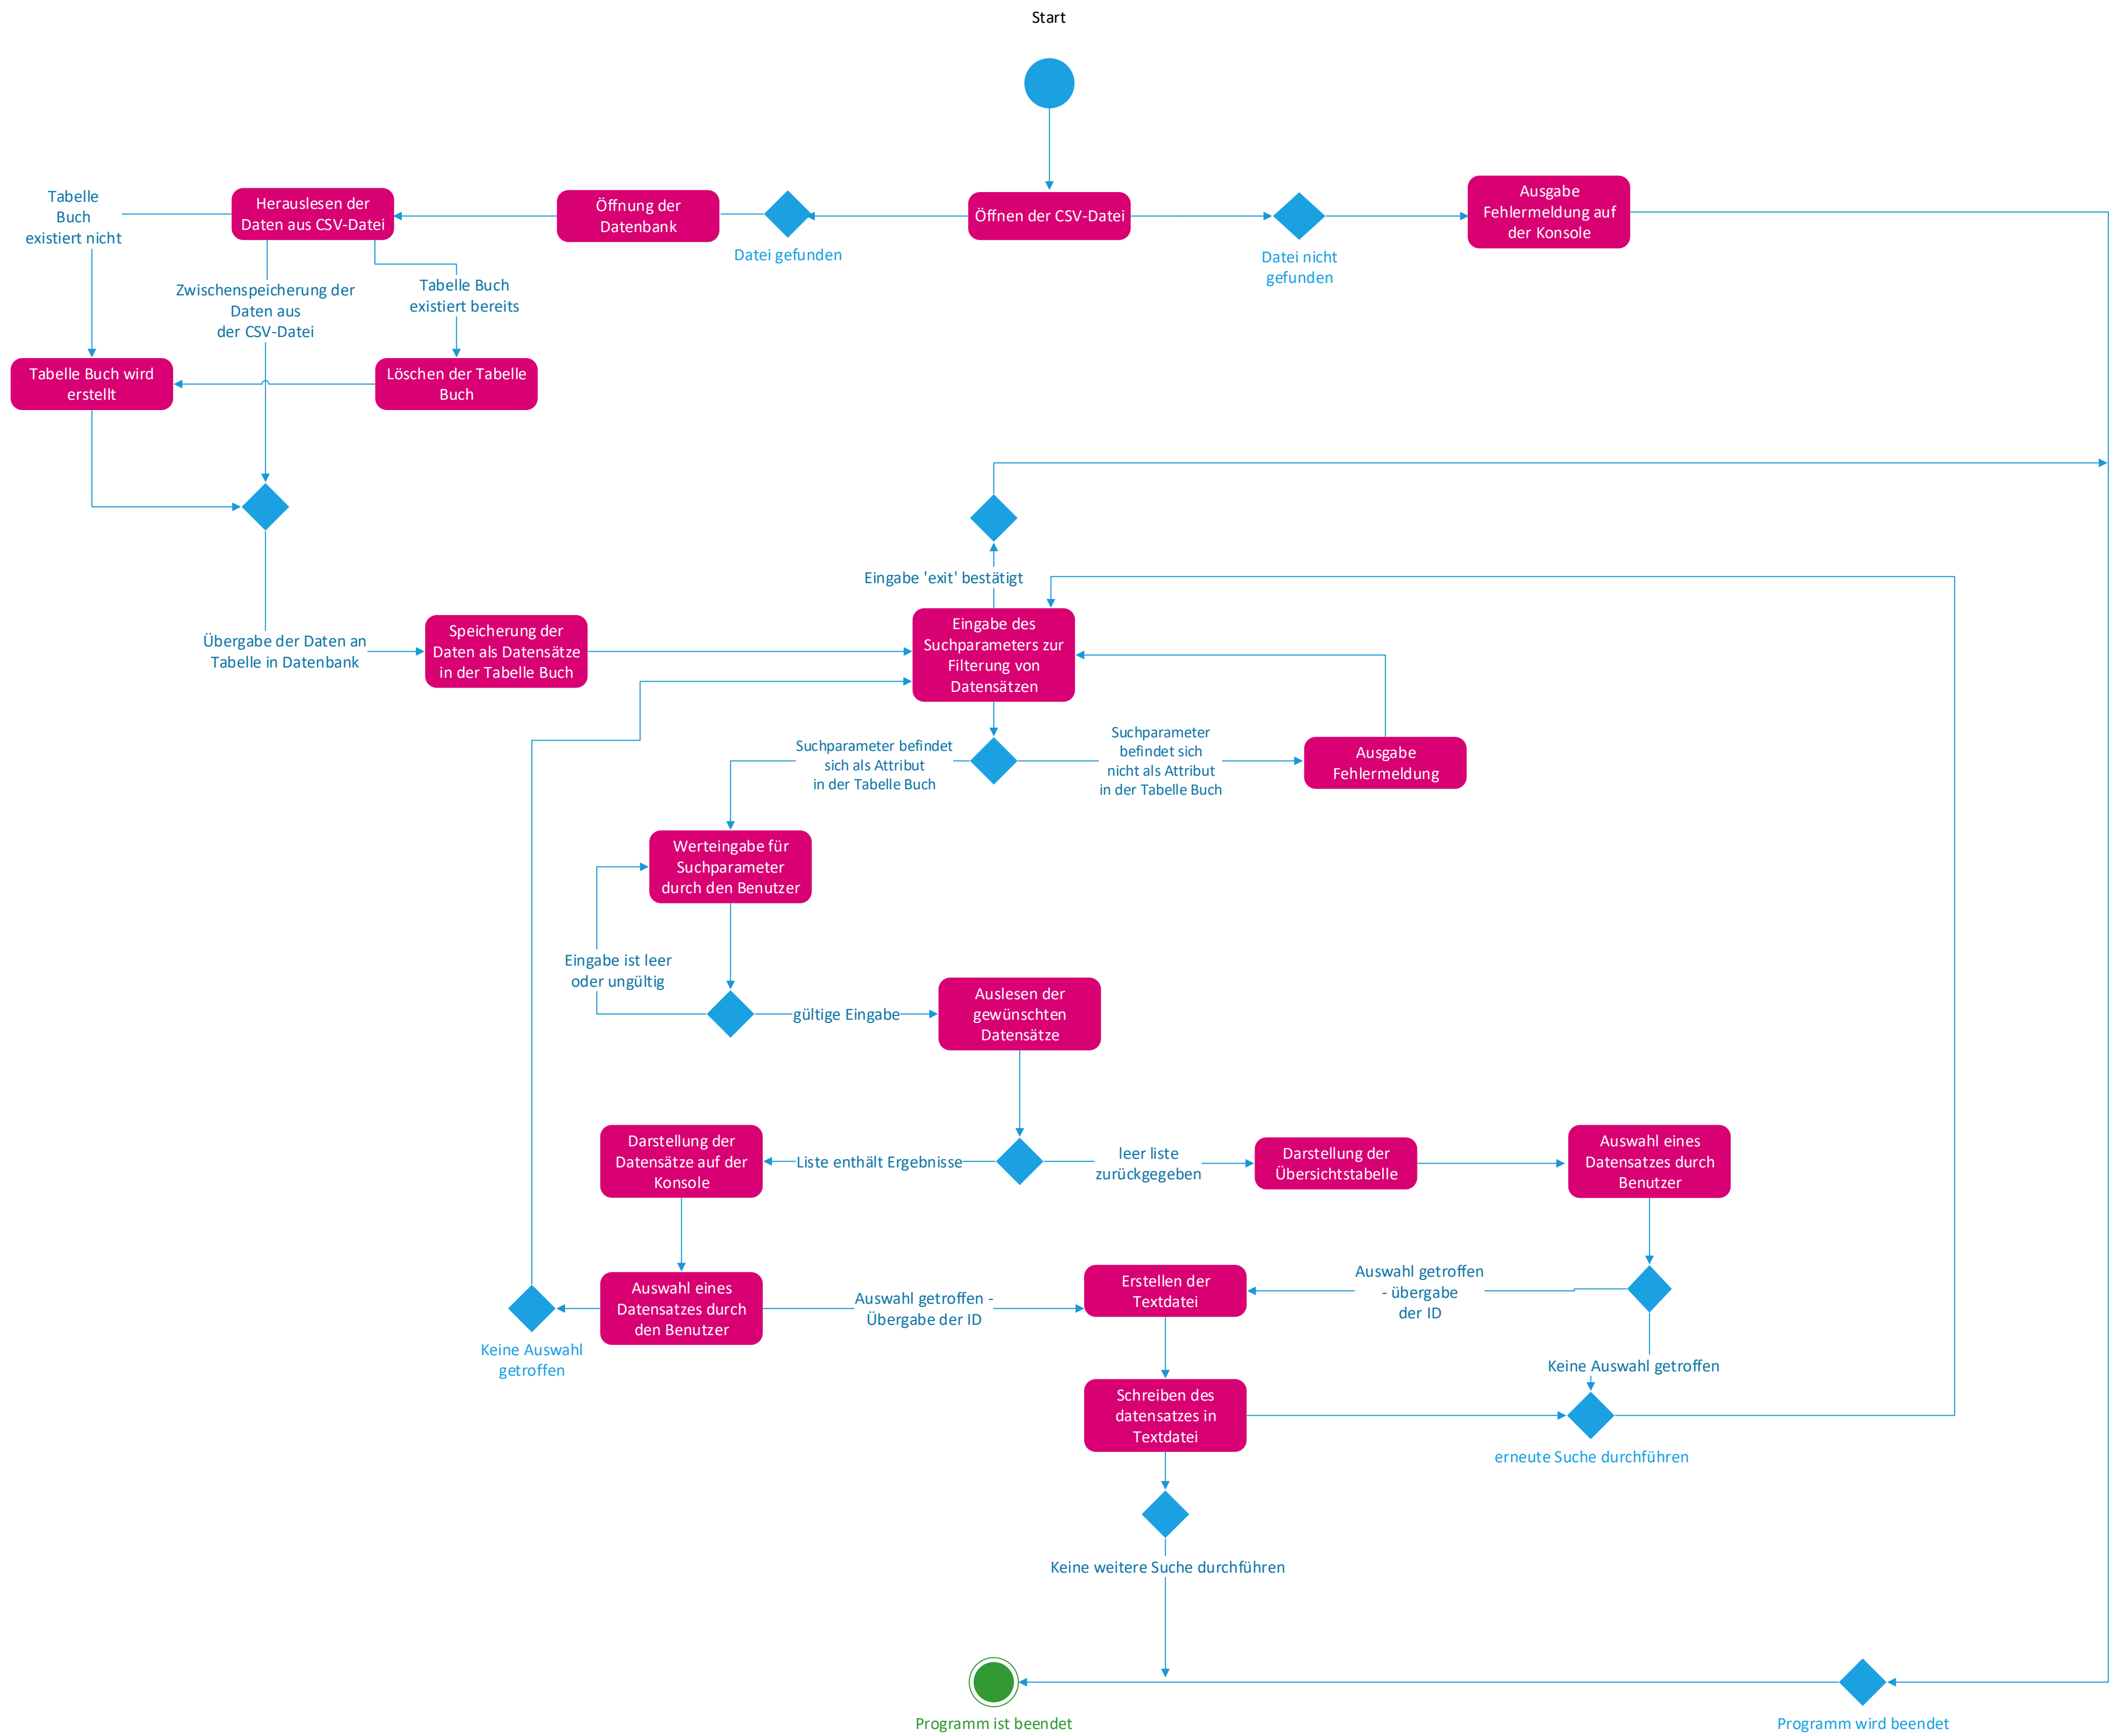 Start
Tabelle
Buch
existiert nicht
Herauslesen der
Daten aus CSV-Datei
Öffnung der
Datenbank
Datei gefunden
Öffnen der CSV-Datei
Datei nicht
gefunden
Ausgabe
Fehlermeldung auf
der Konsole
Zwischenspeicherung der
Daten aus
der CSV-Datei
Tabelle Buch
existiert bereits
Tabelle Buch wird
erstellt
Löschen der Tabelle
Buch
Eingabe 'exit' bestätigt
Übergabe der Daten an
Tabelle in Datenbank
Speicherung der
Daten als Datensätze
in der Tabelle Buch
Eingabe des
Suchparameters zur
Filterung von
Datensätzen
Suchparameter befindet
sich als Attribut
in der Tabelle Buch
Suchparameter
befindet sich
nicht als Attribut
in der Tabelle Buch
Ausgabe
Fehlermeldung
Werteingabe für
Suchparameter
durch den Benutzer
Eingabe ist leer
oder ungültig
gültige Eingabe
Auslesen der
gewünschten
Datensätze
Darstellung der
Datensätze auf der
Konsole
Liste enthält Ergebnisse
leer liste
zurückgegeben
Darstellung der
Übersichtstabelle
Auswahl eines
Datensatzes durch
Benutzer
Keine Auswahl
getroffen
Auswahl eines
Datensatzes durch
den Benutzer
Auswahl getroffen -
Übergabe der ID
Erstellen der
Textdatei
Auswahl getroffen
- übergabe
der ID
Keine Auswahl getroffen
Schreiben des
datensatzes in
Textdatei
erneute Suche durchführen
Keine weitere Suche durchführen
Programm ist beendet
Programm wird beendet